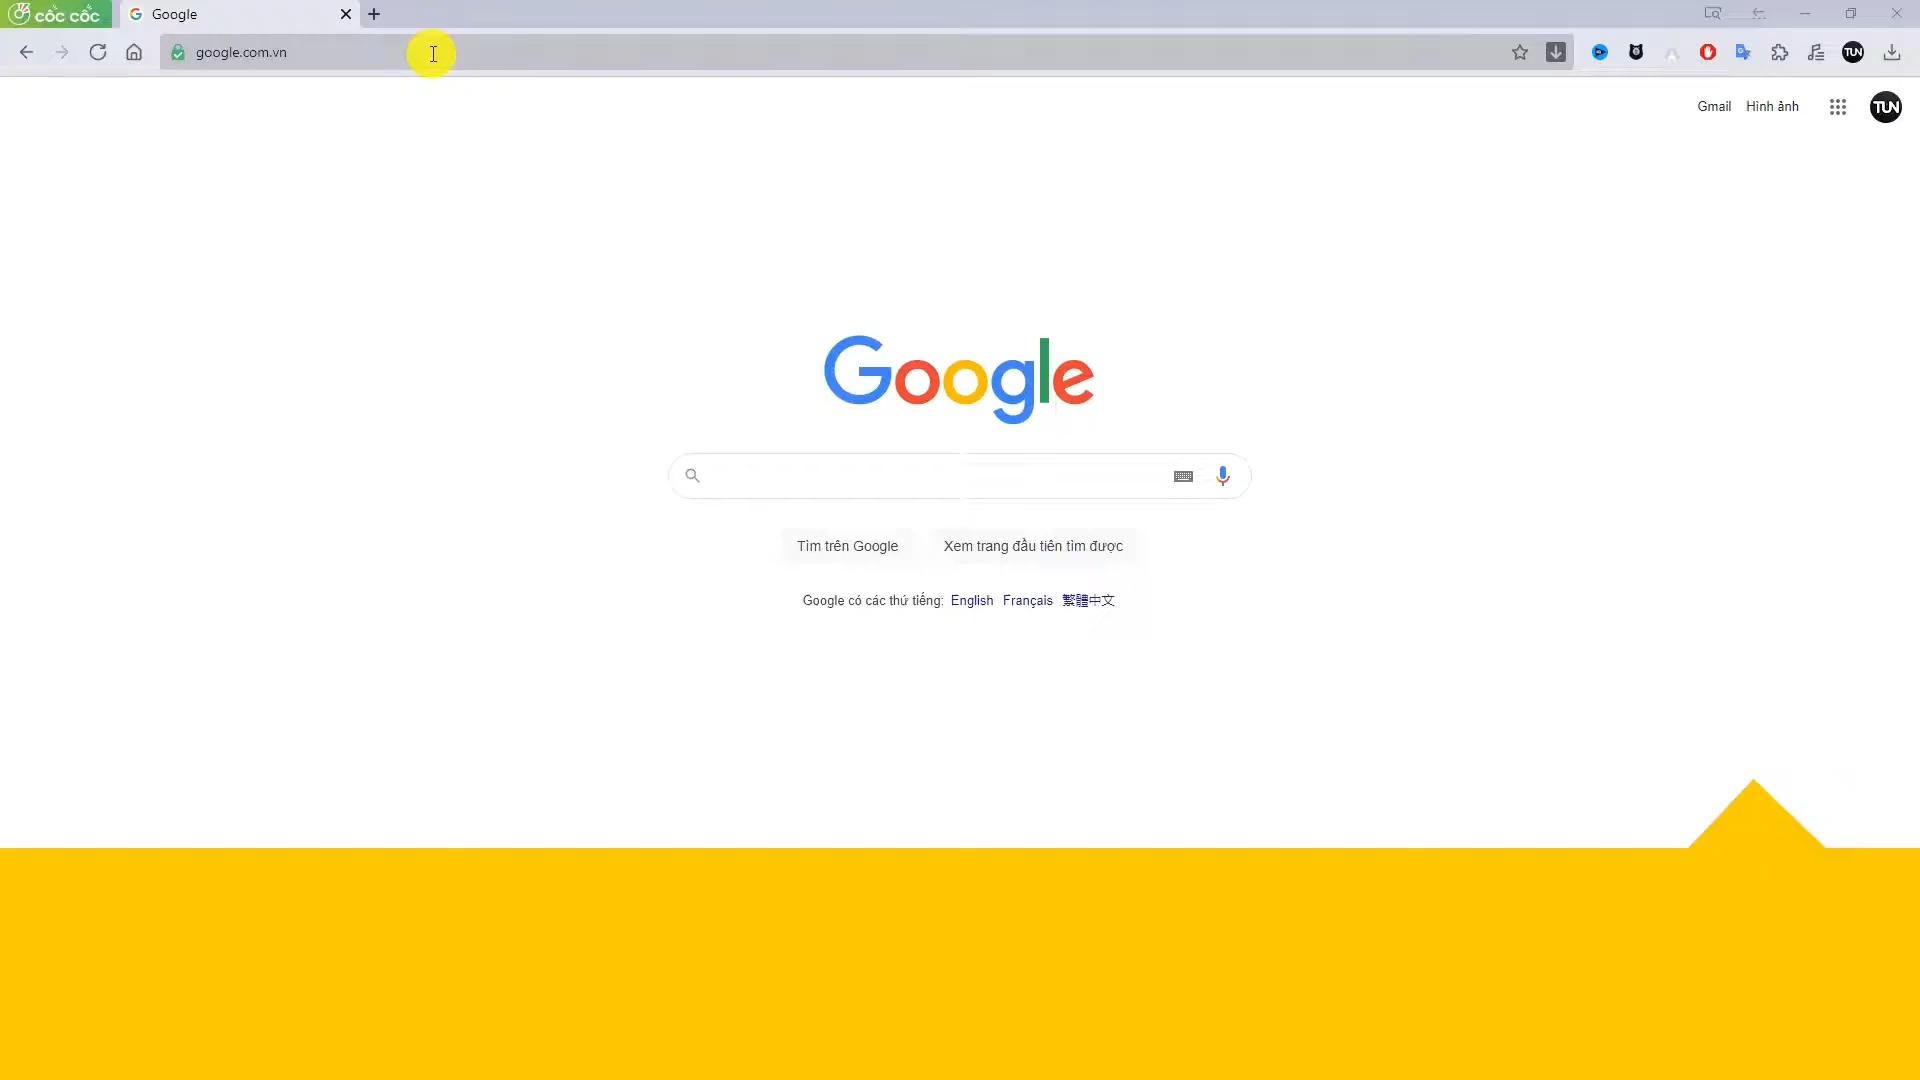 cốc cốc
Google
google.com.vn
TUN
Gmail
Hình ảnh
TUN
Google
Tìm trên Google
Xem trang đầu tiên tìm được
Google có các thứ tiếng: English Français 繁體中文